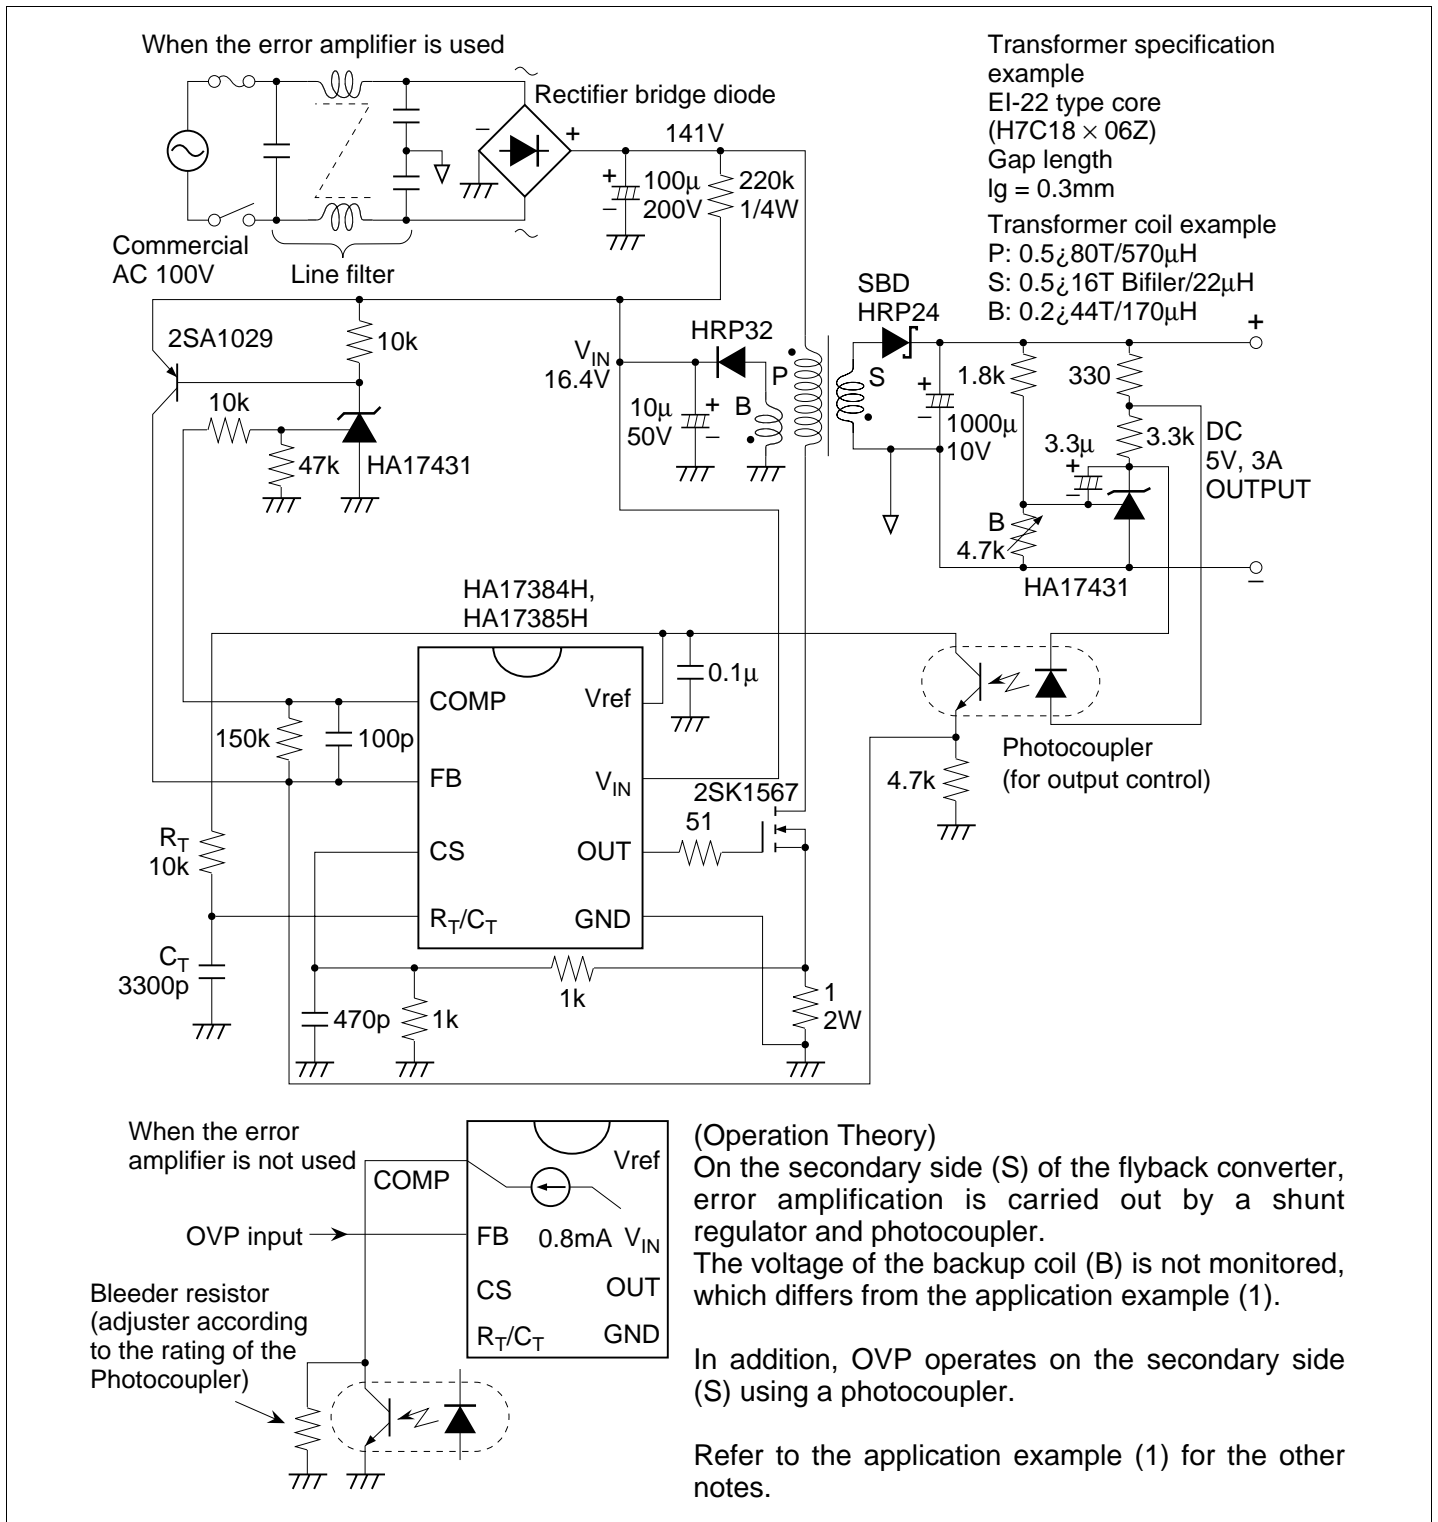 When the error amplifier is used
Rectifier bridge diode
141V
100μ
200V
220k
1/4W
Commercial
AC 100V
Line filter
Transformer specification
example
EI-22 type core
(H7C18 × 06Z)
Gap length
lg = 0.3mm
Transformer coil example
P: 0.5¿80T/570μH
S: 0.5¿16T Bifiler/22μH
B: 0.2¿44T/170μH
2SA1029
10k
10k
47k
HA17431
VIN
16.4V
HRP32
10μ
50V
B
P
S
SBD
HRP24
1000μ
10V
1.8k
330
3.3μ
3.3k
B
4.7k
HA17431
DC
5V, 3A
OUTPUT
HA17384H,
HA17385H
COMP
Vref
FB
VIN
CS
OUT
RT/CT
GND
0.1μ
150k
100p
RT
10k
CT
3300p
470p
1k
1k
51
2SK1567
1
2W
4.7k
Photocoupler
(for output control)
When the error
amplifier is not used
COMP
Vref
OVP input
FB
0.8mA
VIN
CS
OUT
RT/CT
GND
Bleeder resistor
(adjuster according
to the rating of the
Photocoupler)
(Operation Theory)
On the secondary side (S) of the flyback converter,
error amplification is carried out by a shunt
regulator and photocoupler.
The voltage of the backup coil (B) is not monitored,
which differs from the application example (1).
In addition, OVP operates on the secondary side
(S) using a photocoupler.
Refer to the application example (1) for the other
notes.